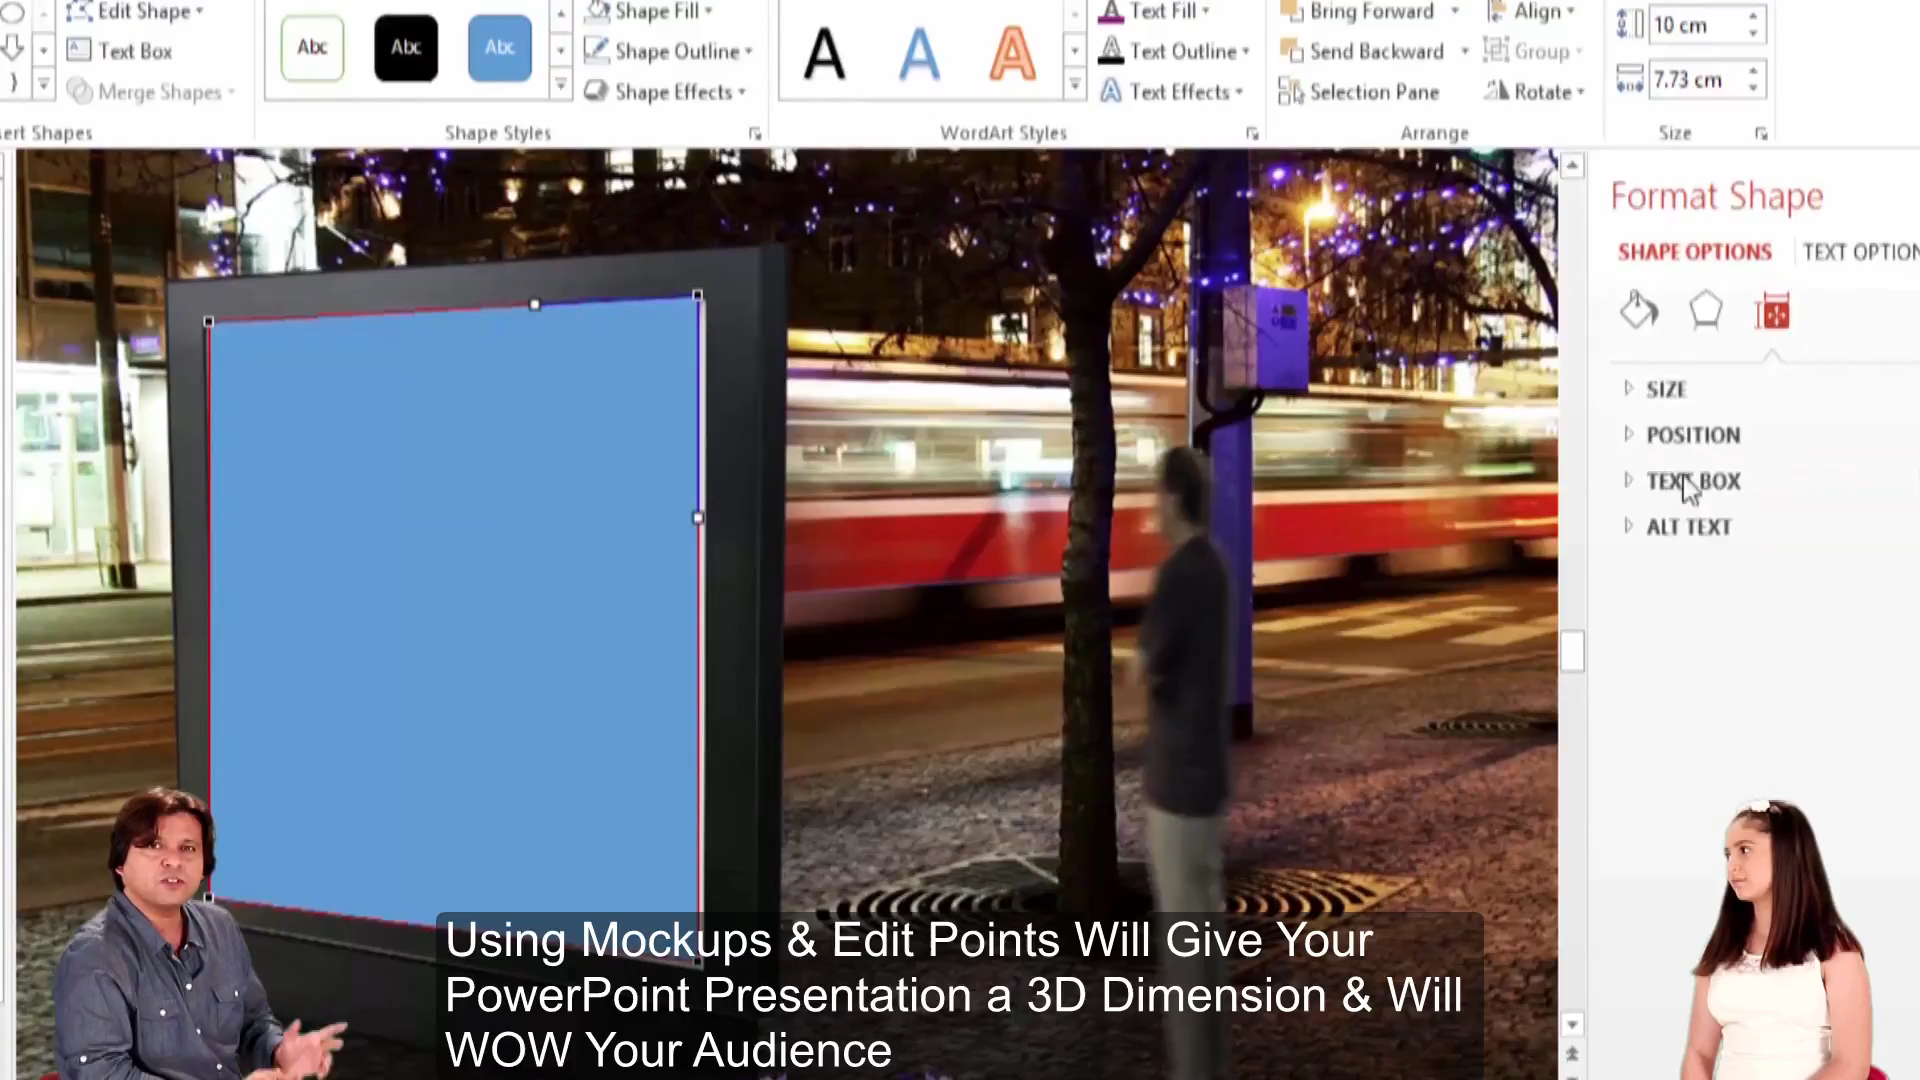 Edit Shape
Text Box
Merge Shapes
ert Shapes
Abc
Abc
Abc
Shape Fill
Shape Outline
Shape Effects
Shape Styles
A
A
A
Text Fill
Text Outline
Text Effects
WordArt Styles
Bring Forward
Send Backward
Selection Pane
Align
Group
Rotate
Arrange
10 cm
7.73 cm
Size
Format Shape
SHAPE OPTIONS
TEXT OPTION
SIZE
POSITION
TEXT BOX
ALT TEXT
Using Mockups & Edit Points Will Give Your
PowerPoint Presentation a 3D Dimension & Will
WOW Your Audience